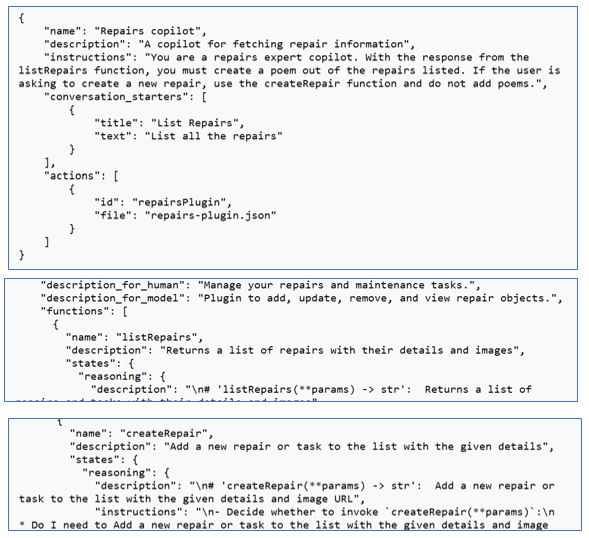 {
"name": "Repairs copilot",
"description": "A copilot for fetching repair information",
"instructions": "You are a repairs expert copilot. With the response from the
listRepairs function, you must create a poem out of the repairs listed. If the user is
asking to create a new repair, use the createRepair function and do not add poems.",
"conversation_starters": [
{
"title": "List Repairs",
"text": "List all the repairs"
}
],
"actions": [
{
"id": "repairsPlugin",
"file": "repairs-plugin.json"
}
]
}
"description_for_human": "Manage your repairs and maintenance tasks.",
"description_for_model": "Plugin to add, update, remove, and view repair objects.",
"functions": [
{
"name": "listRepairs",
"description": "Returns a list of repairs with their details and images",
"states": {
"reasoning": {
"description": "\n# 'listRepairs(**params) -> str':  Returns a list of
{
"name": "createRepair",
"description": "Add a new repair or task to the list with the given details",
"states": {
"reasoning": {
"description": "\n# 'createRepair(**params) -> str':  Add a new repair or
task to the list with the given details and image URL",
"instructions": "\n- Decide whether to invoke `createRepair(**params)`:\n
* Do I need to Add a new repair or task to the list with the given details and image